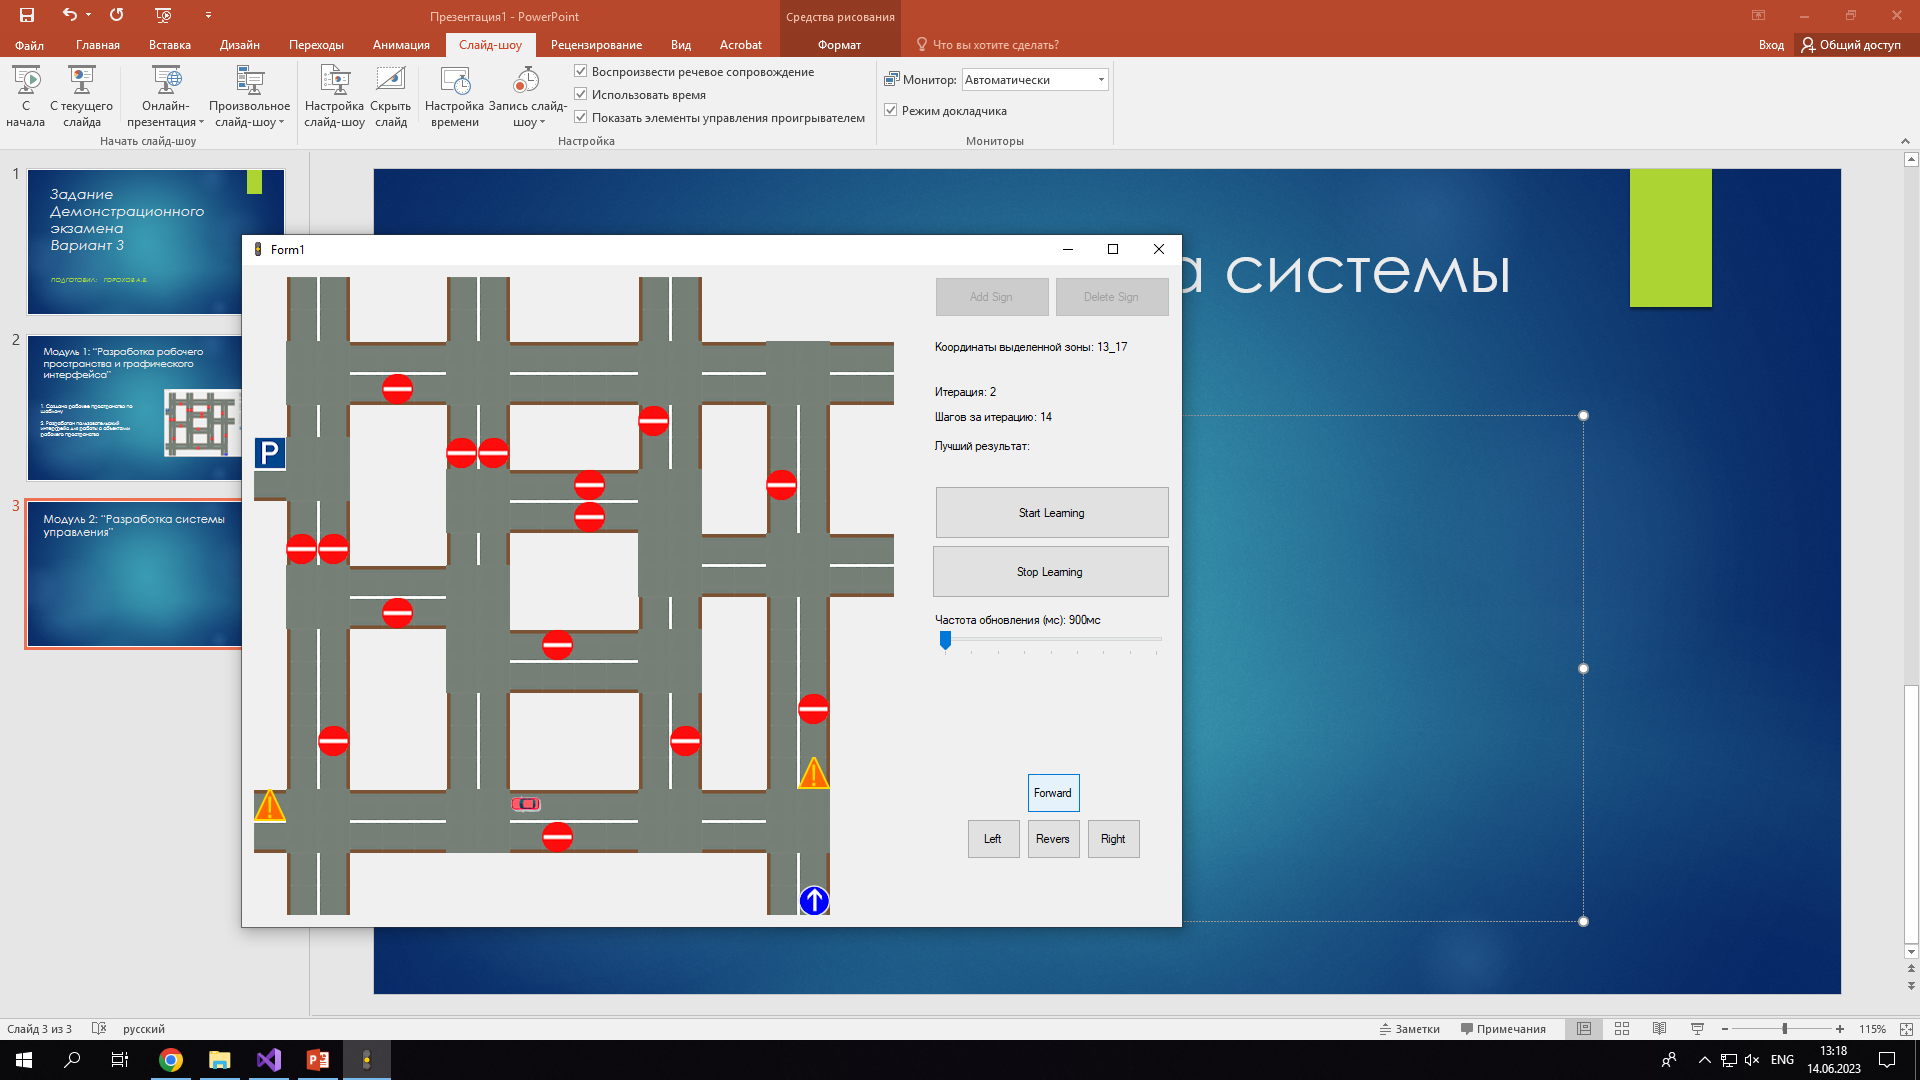 Презентация1 - PowerPoint
Средства рисования
Файл
Главная
Вставка
Дизайн
Переходы
Анимация
Слайд-шоу
Рецензирование
Вид
Acrobat
Формат
Что вы хотите сделать?
Вход
Общий доступ
С начала
С текущего слайда
Онлайн-презентация
Произвольное слайд-шоу
Настройка слайд-шоу
Скрыть слайд
Настройка времени
Запись слайд-шоу
Воспроизвести речевое сопровождение
Использовать время
Показать элементы управления проигрывателем
Монитор:
Автоматически
Режим докладчика
Начать слайд-шоу
Настройка
Мониторы
1
Задание
Демонстрационного
экзамена
Вариант 3
2
Модуль 1: “Разработка рабочего
пространства и графического
интерфейса”
3
Модуль 2: “Разработка системы
управления”
а системы
Form1
P
Add Sign
Delete Sign
Координаты выделенной зоны: 13_17
Итерация: 2
Шагов за итерацию: 14
Лучший результат:
Start Learning
Stop Learning
Частота обновления (мс): 900мс
Forward
Left
Revers
Right
Слайд 3 из 3
русский
Заметки
Примечания
115%
ENG
13:18
14.06.2023